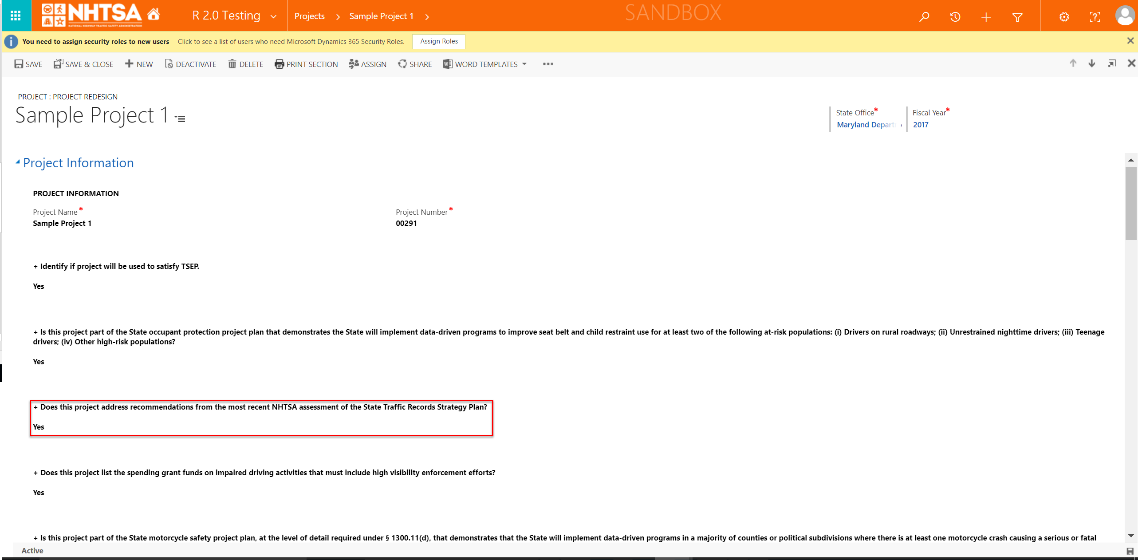 NHTSA
R 2.0 Testing
Projects
Sample Project 1
SANDBOX
You need to assign security roles to new users Click to see a list of users who need Microsoft Dynamics 365 Security Roles. Assign Roles
SAVE SAVE & CLOSE NEW DEACTIVATE DELETE PRINT SECTION ASSIGN SHARE WORD TEMPLATES
PROJECT : PROJECT REDESIGN
Sample Project 1
State Office* Fiscal Year*
Maryland Depart 2017
Project Information
PROJECT INFORMATION
Project Name* Project Number*
Sample Project 1 00291
+ Identify if project will be used to satisfy TSEP.
Yes
+ Is this project part of the State occupant protection project plan that demonstrates the State will implement data-driven programs to improve seat belt and child restraint use for at least two of the following at-risk populations: (i) Drivers on rural roadways; (ii) Unrestrained nighttime drivers; (iii) Teenage
drivers; (iv) Other high-risk populations?
Yes
+ Does this project address recommendations from the most recent NHTSA assessment of the State Traffic Records Strategy Plan?
Yes
+ Does this project list the spending grant funds on impaired driving activities that must include high visibility enforcement efforts?
Yes
+ Is this project part of the State motorcycle safety project plan, at the level of detail required under § 1300.11(d), that demonstrates that the State will implement data-driven programs in a majority of counties or political subdivisions where there is at least one motorcycle crash causing a serious or fatal
Active